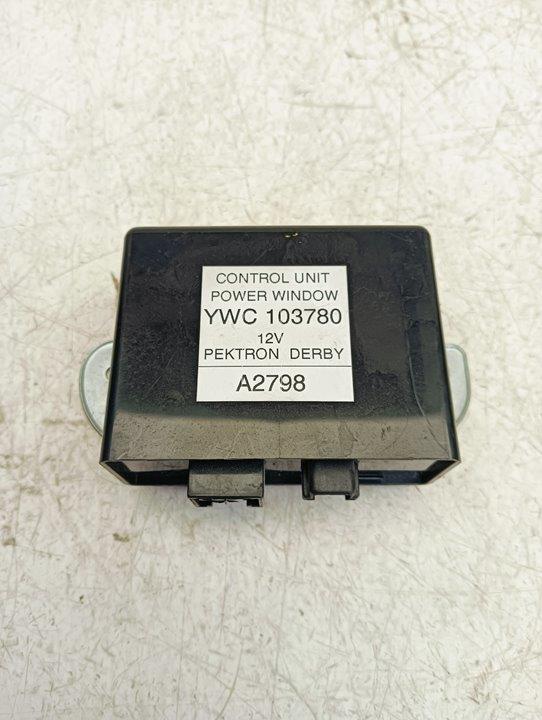 CONTROL UNIT
POWER WINDOW
YWC 103780
12V
PEKTRON DERBY
A2798